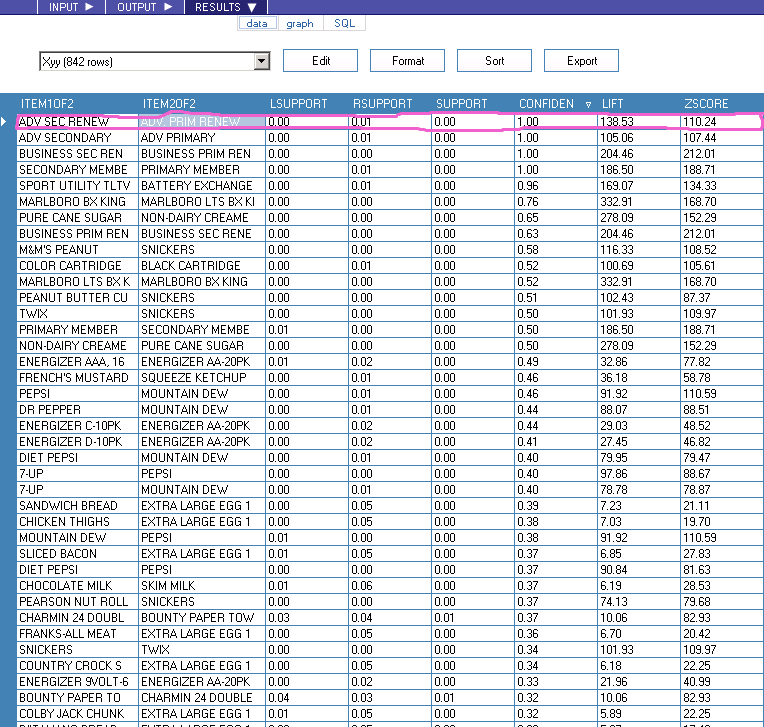 INPUT ▶ OUTPUT ▶ RESULTS ▼
data graph SQL
Xyy (842 rows) Edit Format Sort Export
ITEM1OF2 ITEM2OF2 LSUPPORT RSUPPORT SUPPORT CONFIDEN ▿ LIFT ZSCORE
ADV SEC RENEW ADV. PRIM RENEW 0.00 0.01 0.00 1.00 138.53 110.24
ADV SECONDARY ADV PRIMARY 0.00 0.01 0.00 1.00 105.06 107.44
BUSINESS SEC REN BUSINESS PRIM REN 0.00 0.00 0.00 1.00 204.46 212.01
SECONDARY MEMBE PRIMARY MEMBER 0.00 0.01 0.00 1.00 186.50 188.71
SPORT UTILITY TLTV BATTERY EXCHANGE 0.00 0.01 0.00 0.96 169.07 134.33
MARLBORO BX KING MARLBORO LTS BX KI 0.00 0.00 0.00 0.76 332.91 168.70
PURE CANE SUGAR NON-DAIRY CREAME 0.00 0.00 0.00 0.65 278.09 152.29
BUSINESS PRIM REN BUSINESS SEC RENE 0.00 0.00 0.00 0.63 204.46 212.01
M&M'S PEANUT SNICKERS 0.00 0.00 0.00 0.58 116.33 108.52
COLOR CARTRIDGE BLACK CARTRIDGE 0.00 0.01 0.00 0.52 100.69 105.61
MARLBORO LTS BX K MARLBORO BX KING 0.00 0.00 0.00 0.52 332.91 168.70
PEANUT BUTTER CU SNICKERS 0.00 0.00 0.00 0.51 102.43 87.37
TWIX SNICKERS 0.00 0.00 0.00 0.50 101.93 109.97
PRIMARY MEMBER SECONDARY MEMBE 0.01 0.00 0.00 0.50 186.50 188.71
NON-DAIRY CREAME PURE CANE SUGAR 0.00 0.00 0.00 0.50 278.09 152.29
ENERGIZER AAA, 16 ENERGIZER AA-20PK 0.01 0.02 0.00 0.49 32.86 77.82
FRENCH'S MUSTARD SQUEEZE KETCHUP 0.00 0.01 0.00 0.46 36.18 58.78
PEPSI MOUNTAIN DEW 0.00 0.01 0.00 0.46 91.92 110.59
DR PEPPER MOUNTAIN DEW 0.00 0.01 0.00 0.44 88.07 88.51
ENERGIZER C-10PK ENERGIZER AA-20PK 0.00 0.02 0.00 0.44 29.03 48.52
ENERGIZER D-10PK ENERGIZER AA-20PK 0.00 0.02 0.00 0.41 27.45 46.82
DIET PEPSI MOUNTAIN DEW 0.00 0.01 0.00 0.40 79.95 79.47
7-UP PEPSI 0.00 0.00 0.00 0.40 97.86 88.67
7-UP MOUNTAIN DEW 0.00 0.01 0.00 0.40 78.78 78.87
SANDWICH BREAD EXTRA LARGE EGG 1 0.00 0.05 0.00 0.39 7.23 21.11
CHICKEN THIGHS EXTRA LARGE EGG 1 0.00 0.05 0.00 0.38 7.03 19.70
MOUNTAIN DEW PEPSI 0.01 0.00 0.00 0.38 91.92 110.59
SLICED BACON EXTRA LARGE EGG 1 0.01 0.05 0.00 0.37 6.85 27.83
DIET PEPSI PEPSI 0.00 0.00 0.00 0.37 90.84 81.63
CHOCOLATE MILK SKIM MILK 0.01 0.06 0.00 0.37 6.19 28.53
PEARSON NUT ROLL SNICKERS 0.00 0.00 0.00 0.37 74.13 79.68
CHARMIN 24 DOUBL BOUNTY PAPER TOW 0.03 0.04 0.01 0.37 10.06 82.93
FRANKS-ALL MEAT EXTRA LARGE EGG 1 0.00 0.05 0.00 0.36 6.70 20.42
SNICKERS TWIX 0.00 0.00 0.00 0.34 101.93 109.97
COUNTRY CROCK S EXTRA LARGE EGG 1 0.00 0.05 0.00 0.34 6.18 22.25
ENERGIZER 9VOLT-6 ENERGIZER AA-20PK 0.00 0.02 0.00 0.33 21.96 40.99
BOUNTY PAPER TO CHARMIN 24 DOUBLE 0.04 0.03 0.01 0.32 10.06 82.93
COLBY JACK CHUNK EXTRA LARGE EGG 1 0.01 0.05 0.00 0.32 5.89 22.25